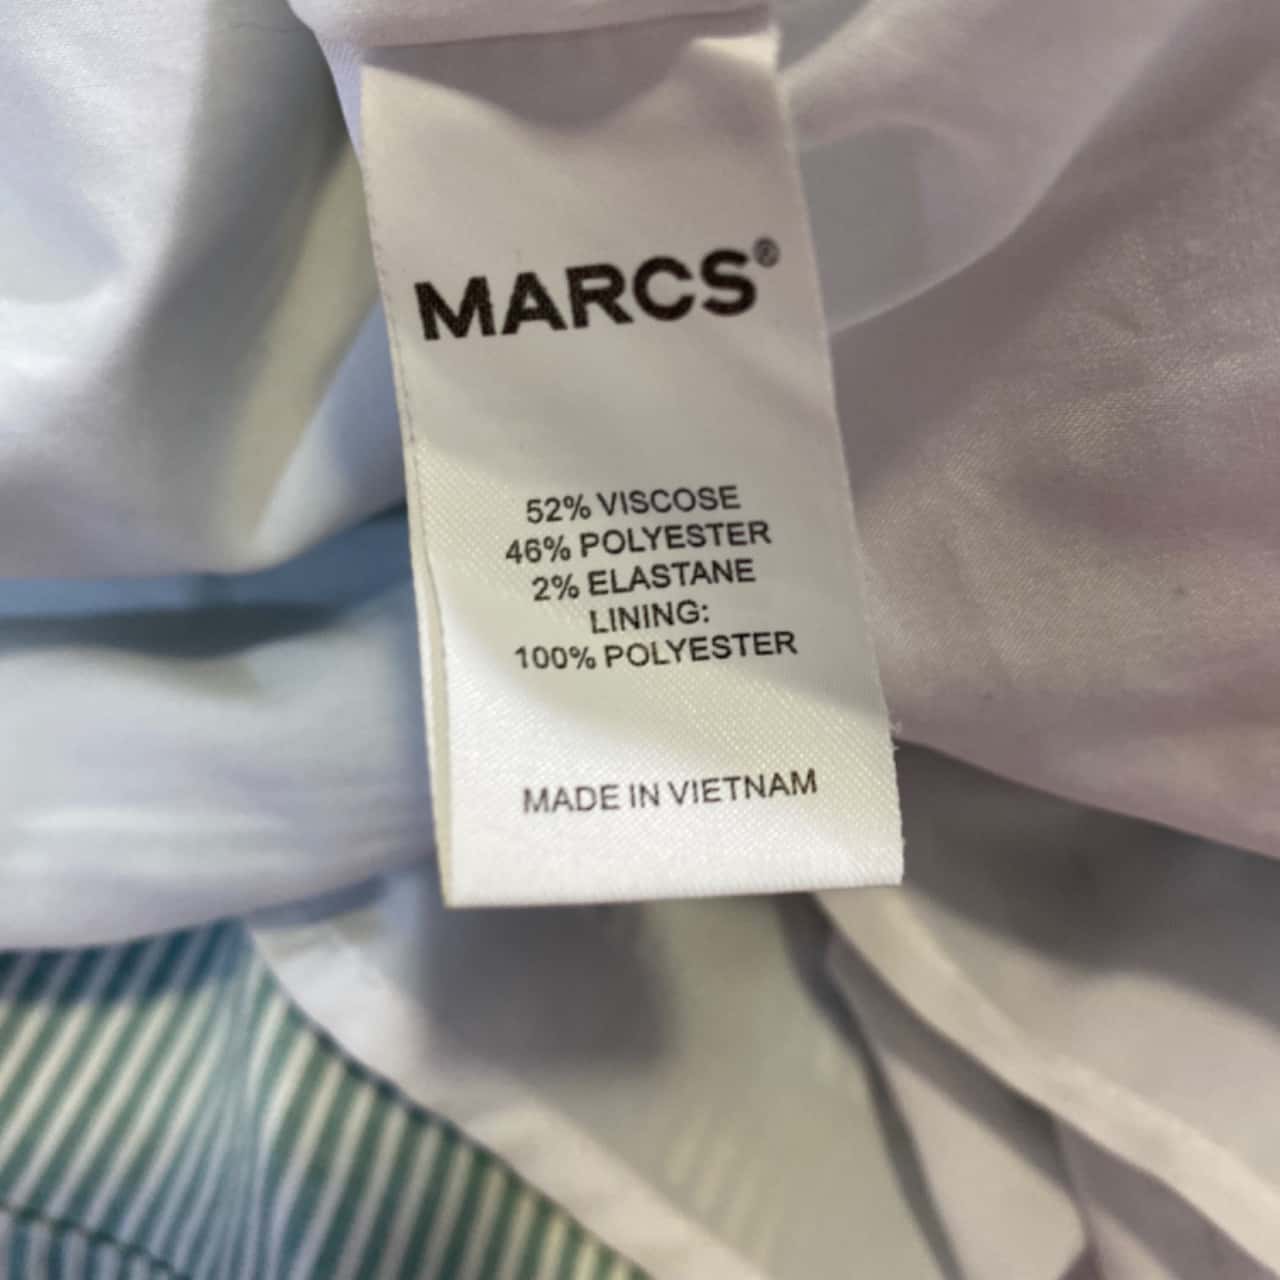 MARCS®
52% VISCOSE
46% POLYESTER
2% ELASTANE
LINING:
100% POLYESTER
MADE IN VIETNAM